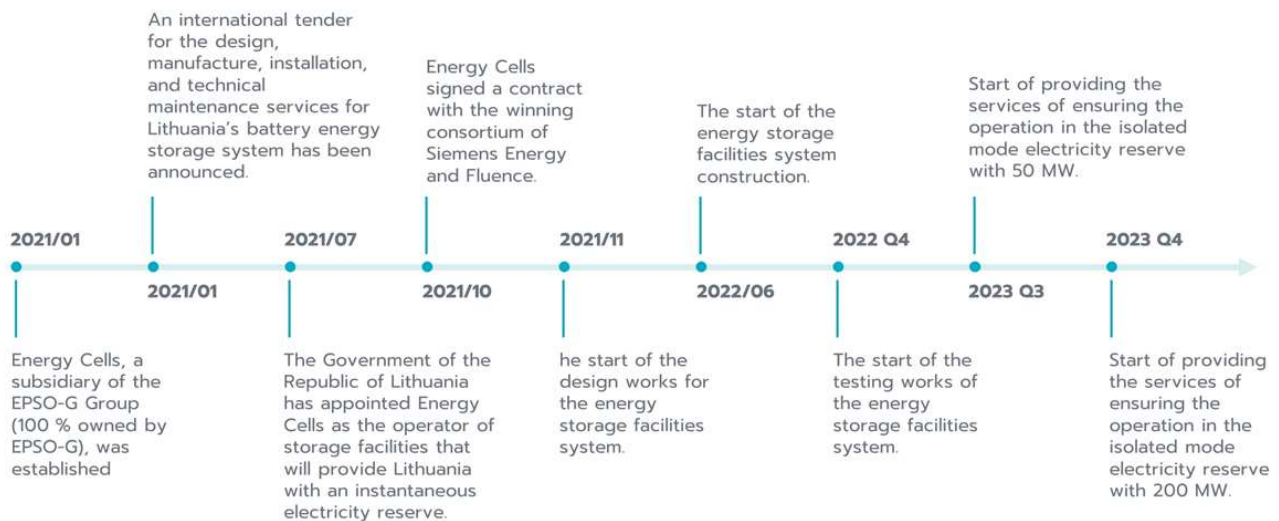 An international tender
for the design,
manufacture, installation,
and technical
maintenance services for
Lithuania's battery energy
storage system has been
announced.
Energy Cells
signed a contract
with the winning
consortium of
Siemens Energy
and Fluence.
The start of the
energy storage
facilities system
construction.
Start of providing the
services of ensuring the
operation in the isolated
mode electricity reserve
with 50 MW.
2021/01
2021/07
2021/11
2022 Q4
2023 Q4
2021/01
2021/10
2022/06
2023 Q3
Energy Cells, a
subsidiary of the
EPSO-G Group
(100 % owned by
EPSO-G), was
established
The Government of the
Republic of Lithuania
has appointed Energy
Cells as the operator of
storage facilities that
will provide Lithuania
with an instantaneous
electricity reserve.
he start of the
design works for
the energy
storage facilities
system.
The start of the
testing works of
the energy
storage facilities
system.
Start of providing
the services of
ensuring the
operation in the
isolated mode
electricity reserve
with 200 MW.